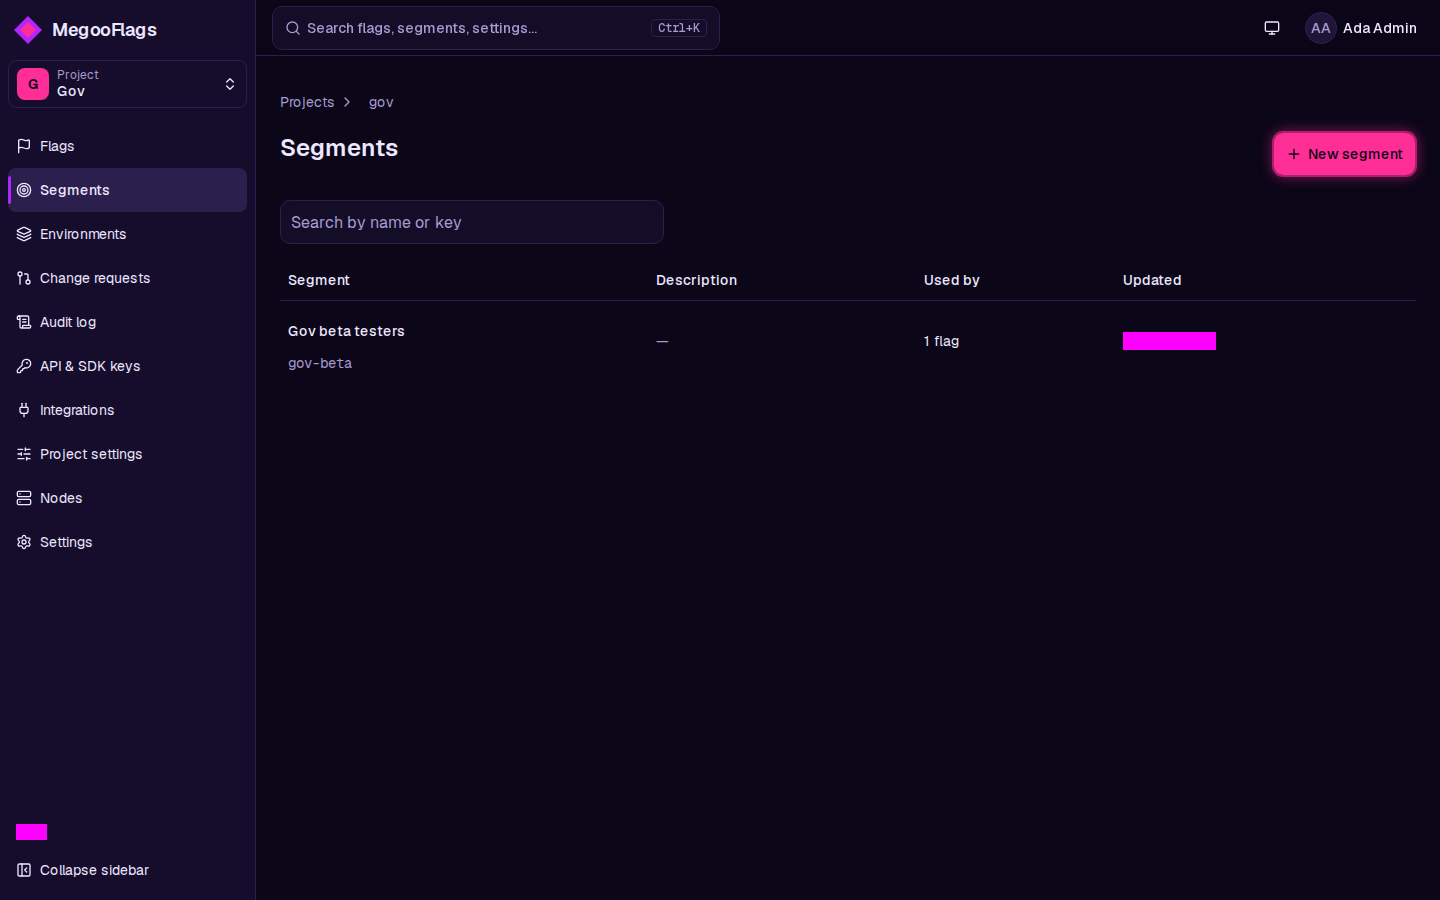 MegooFlags
Search flags, segments, settings...
Ctrl+K
AA
Ada Admin
G
Project
Gov
Flags
Segments
Environments
Change requests
Audit log
API & SDK keys
Integrations
Project settings
Nodes
Settings
Collapse sidebar
Projects
gov
Segments
New segment
Search by name or key
Segment Description Used by Updated
Gov beta testers
gov-beta
—
1 flag